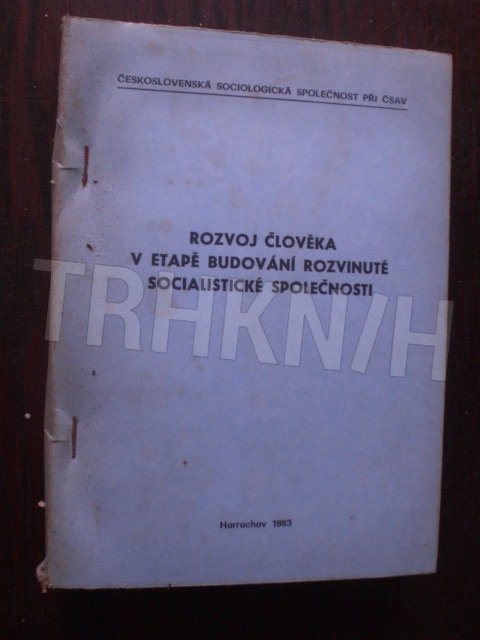 ČESKOSLOVENSKÁ SOCIOLOGICKÁ SPOLEČNOST PŘI ČSAV
ROZVOJ ČLOVĚKA
V ETAPĚ BUDOVÁNÍ ROZVINUTÉ
SOCIALISTICKÉ SPOLEČNOSTI
TRHKNIH
Harrachov 1983